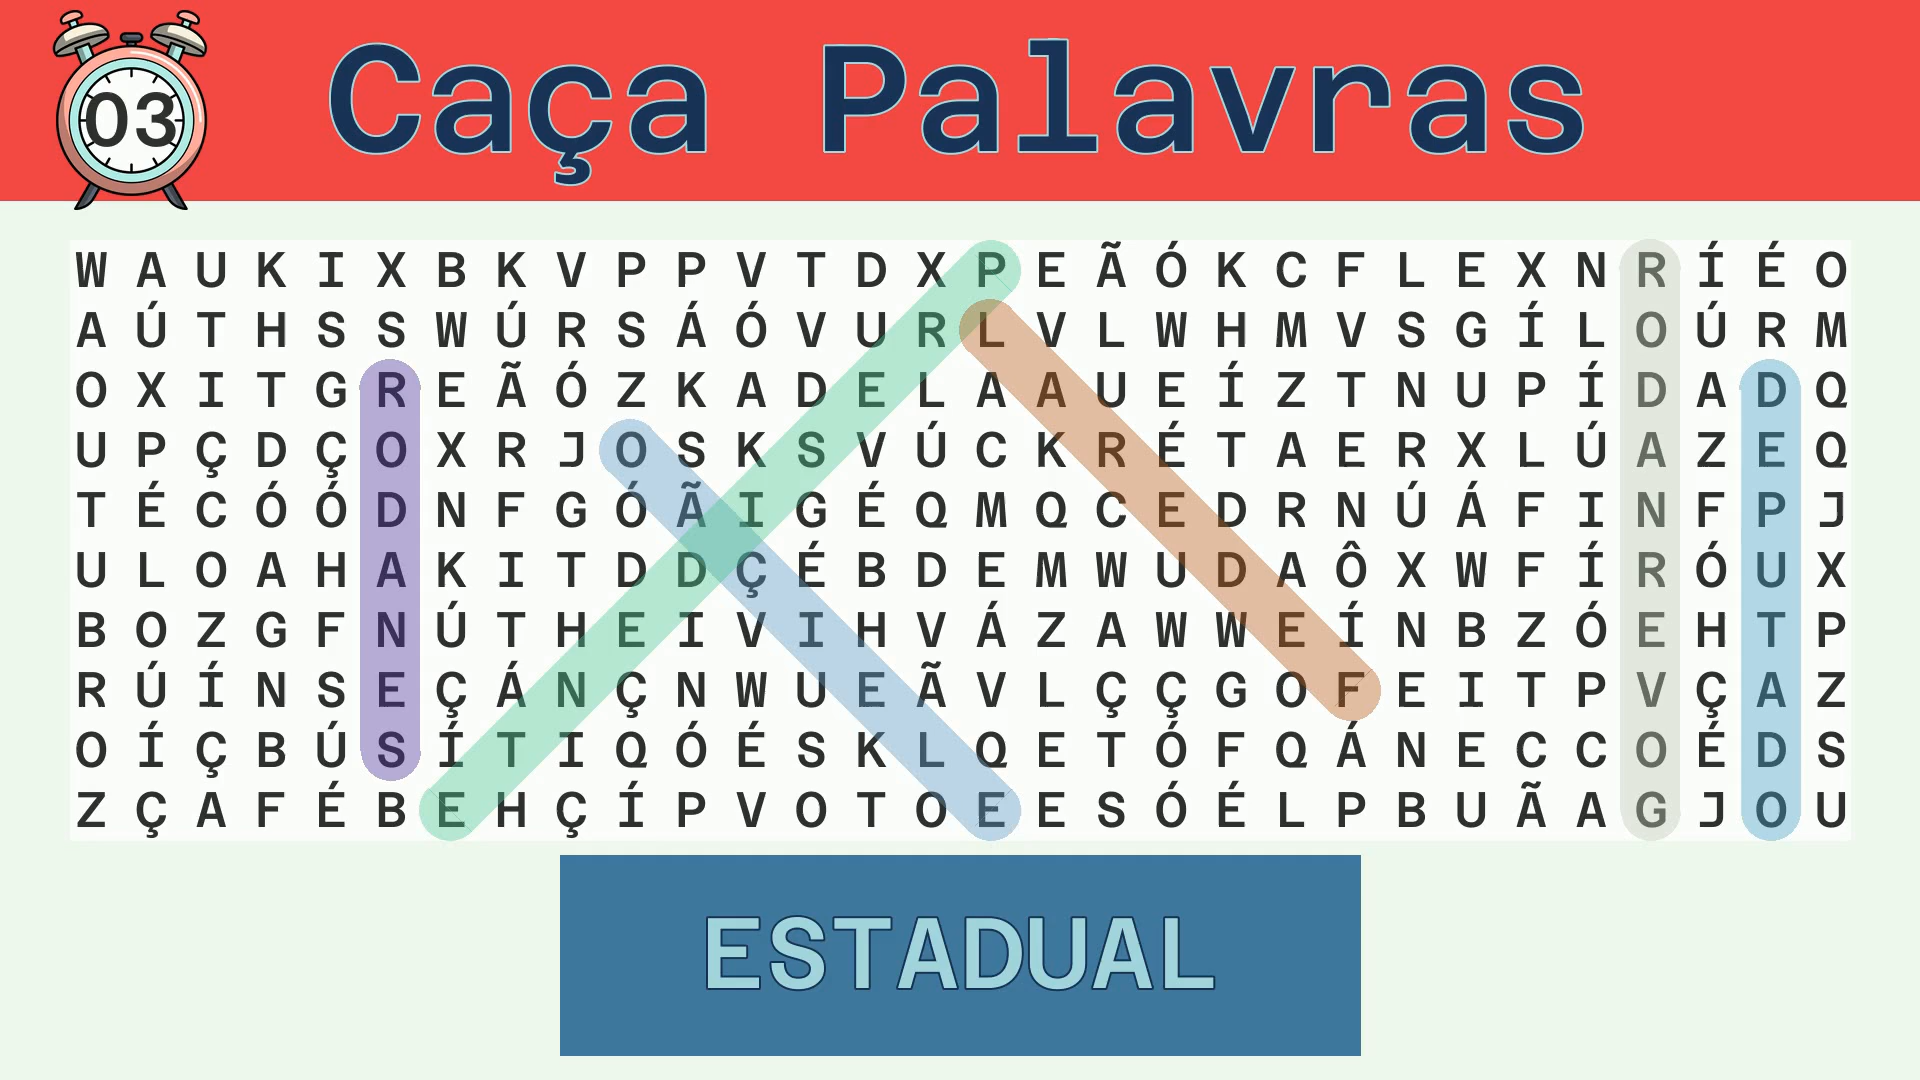 03
Caça Palavras
W A U K I X B K V P P V T D X P E Ã Ó K C F L E X N R Í É O
A Ú T H S S W Ú R S Á Ó V U R L V L W H M V S G Í L O Ú R M
O X I T G R E Ã Ó Z K A D E L A A U E Í Z T N U P Í D A D Q
U P Ç D Ç O X R J O S K S V Ú C K R É T A E R X L Ú A Z E Q
T É C Ó Ó D N F G Ó Ã I G É Q M Q C E D R N Ú Á F I N F P J
U L O A H A K I T D D Ç É B D E M W U D A Ô X W F Í R Ó U X
B O Z G F N Ú T H E I V I H V Á Z A W W E Í N B Z Ó E H T P
R Ú Í N S E Ç Á N Ç N W U E Ã V L Ç Ç G O F E I T P V Ç A Z
O Í Ç B Ú S Í T I Q Ó É S K L Q E T Ó F Q Á N E C C O É D S
Z Ç A F É B E H Ç Í P V O T O E E S Ó É L P B U Ã A G J O U
ESTADUAL